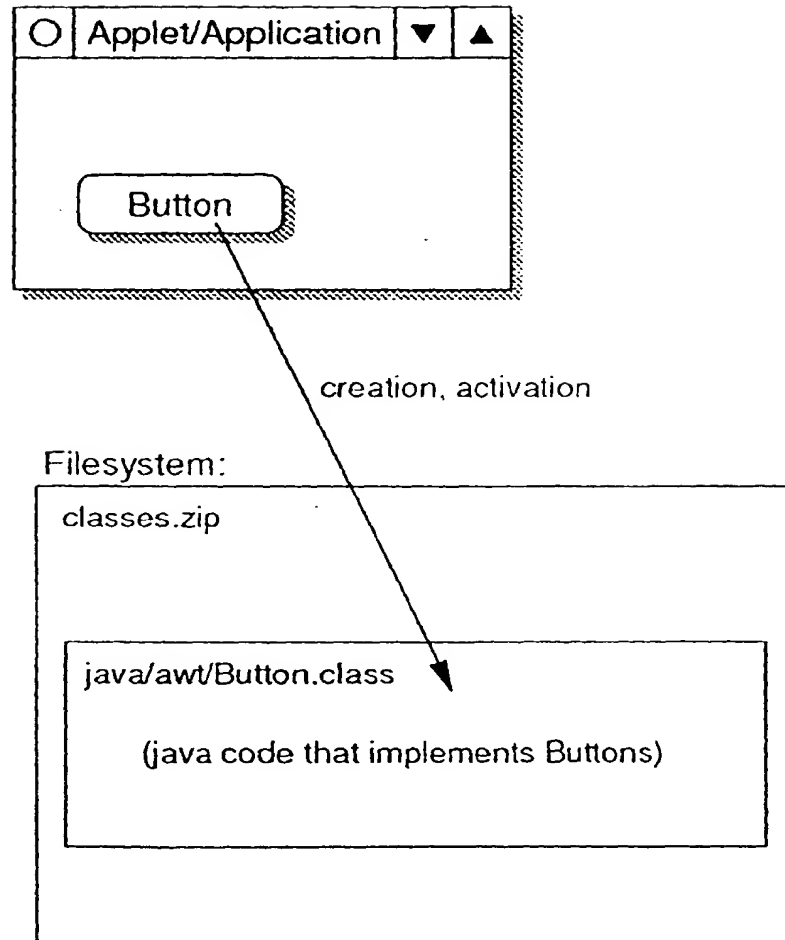 Applet/Application
Button
creation, activation
Filesystem:
classes.zip
java/awt/Button.class
(java code that implements Buttons)